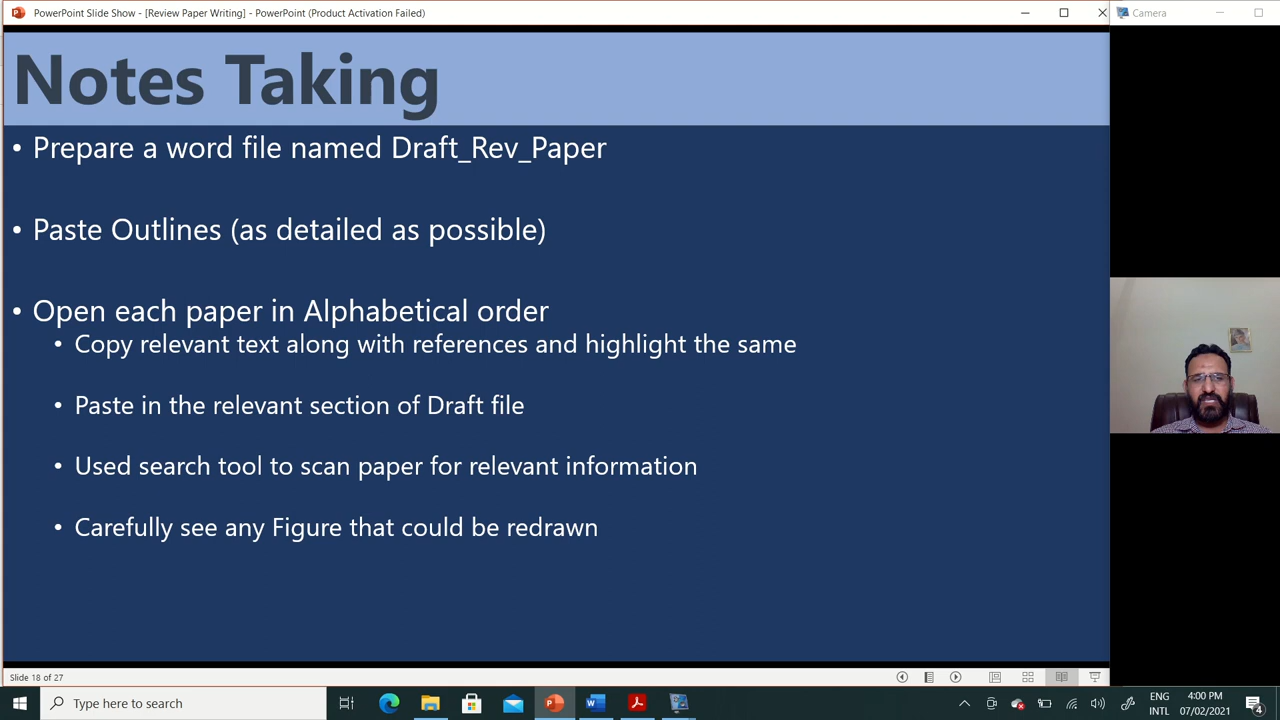 PowerPoint Slide Show - [Review Paper Writing] - PowerPoint (Product Activation Failed)
Camera
Notes Taking
• Prepare a word file named Draft_Rev_Paper
• Paste Outlines (as detailed as possible)
• Open each paper in Alphabetical order
• Copy relevant text along with references and highlight the same
• Paste in the relevant section of Draft file
• Used search tool to scan paper for relevant information
• Carefully see any Figure that could be redrawn
Slide 18 of 27
Type here to search
ENG
INTL
4:00 PM
07/02/2021
4